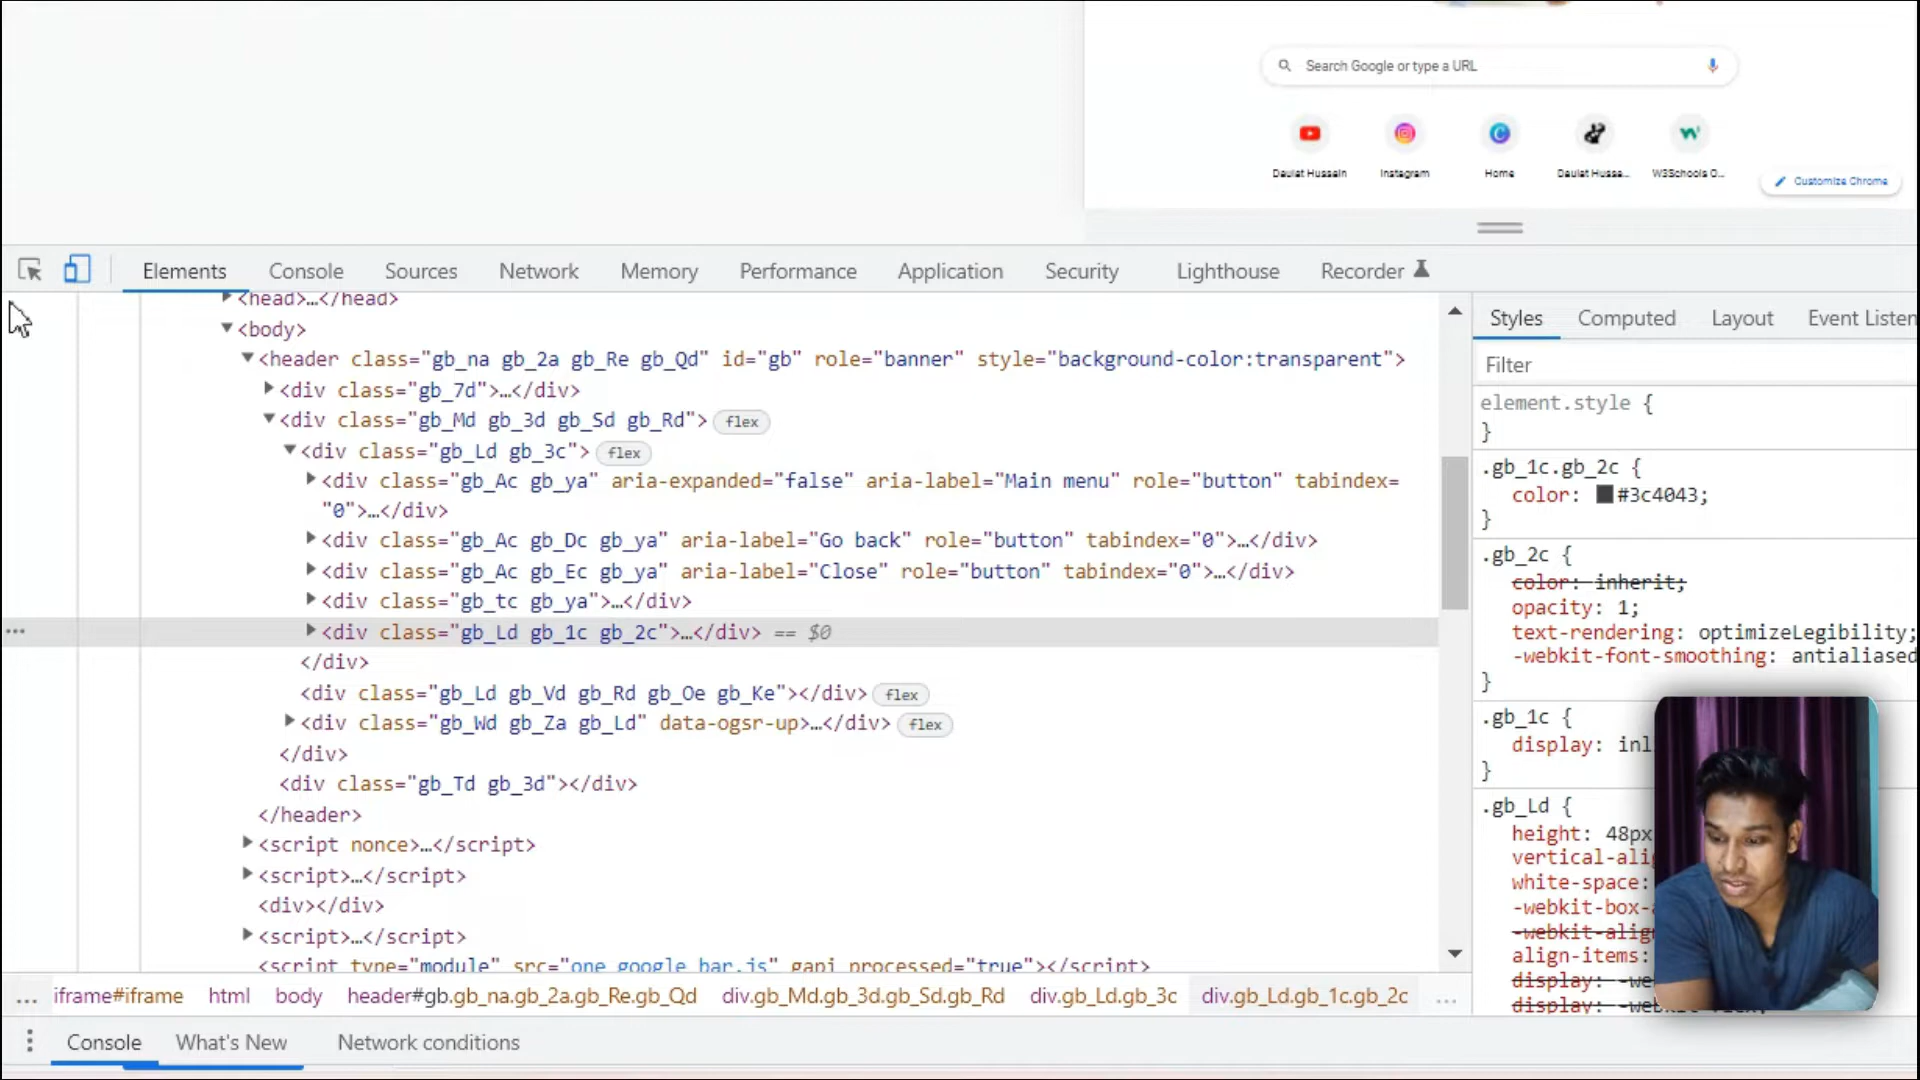 Search Google or type a URL
Daulat Hussain
Instagram
Home
Daulat Hussa...
W3Schools O...
Customize Chrome
Elements Console Sources Network Memory Performance Application Security Lighthouse Recorder
<head>…</head>
<body>
<header class="gb_na gb_2a gb_Re gb_Qd" id="gb" role="banner" style="background-color:transparent">
<div class="gb_7d">…</div>
<div class="gb_Md gb_3d gb_Sd gb_Rd"> flex
<div class="gb_Ld gb_3c"> flex
<div class="gb_Ac gb_ya" aria-expanded="false" aria-label="Main menu" role="button" tabindex=
"0">…</div>
<div class="gb_Ac gb_Dc gb_ya" aria-label="Go back" role="button" tabindex="0">…</div>
<div class="gb_Ac gb_Ec gb_ya" aria-label="Close" role="button" tabindex="0">…</div>
<div class="gb_tc gb_ya">…</div>
… <div class="gb_Ld gb_1c gb_2c">…</div> == $0
</div>
<div class="gb_Ld gb_Vd gb_Rd gb_Oe gb_Ke"></div> flex
<div class="gb_Wd gb_Za gb_Ld" data-ogsr-up>…</div> flex
</div>
<div class="gb_Td gb_3d"></div>
</header>
<script nonce>…</script>
<script>…</script>
<div></div>
<script>…</script>
<script type="module" src="one_google_bar.js" gapi_processed="true"></script>
Styles Computed Layout Event Listen
Filter
element.style {
}
.gb_1c.gb_2c {
color: #3c4043;
}
.gb_2c {
color: inherit;
opacity: 1;
text-rendering: optimizeLegibility;
-webkit-font-smoothing: antialiased
}
.gb_1c {
display: inl
}
.gb_Ld {
height: 48px
vertical-ali
white-space:
-webkit-box-a
-webkit-align
align-items:
display: -we
display: -we
… iframe#iframe html body header#gb.gb_na.gb_2a.gb_Re.gb_Qd div.gb_Md.gb_3d.gb_Sd.gb_Rd div.gb_Ld.gb_3c div.gb_Ld.gb_1c.gb_2c …
Console What's New Network conditions